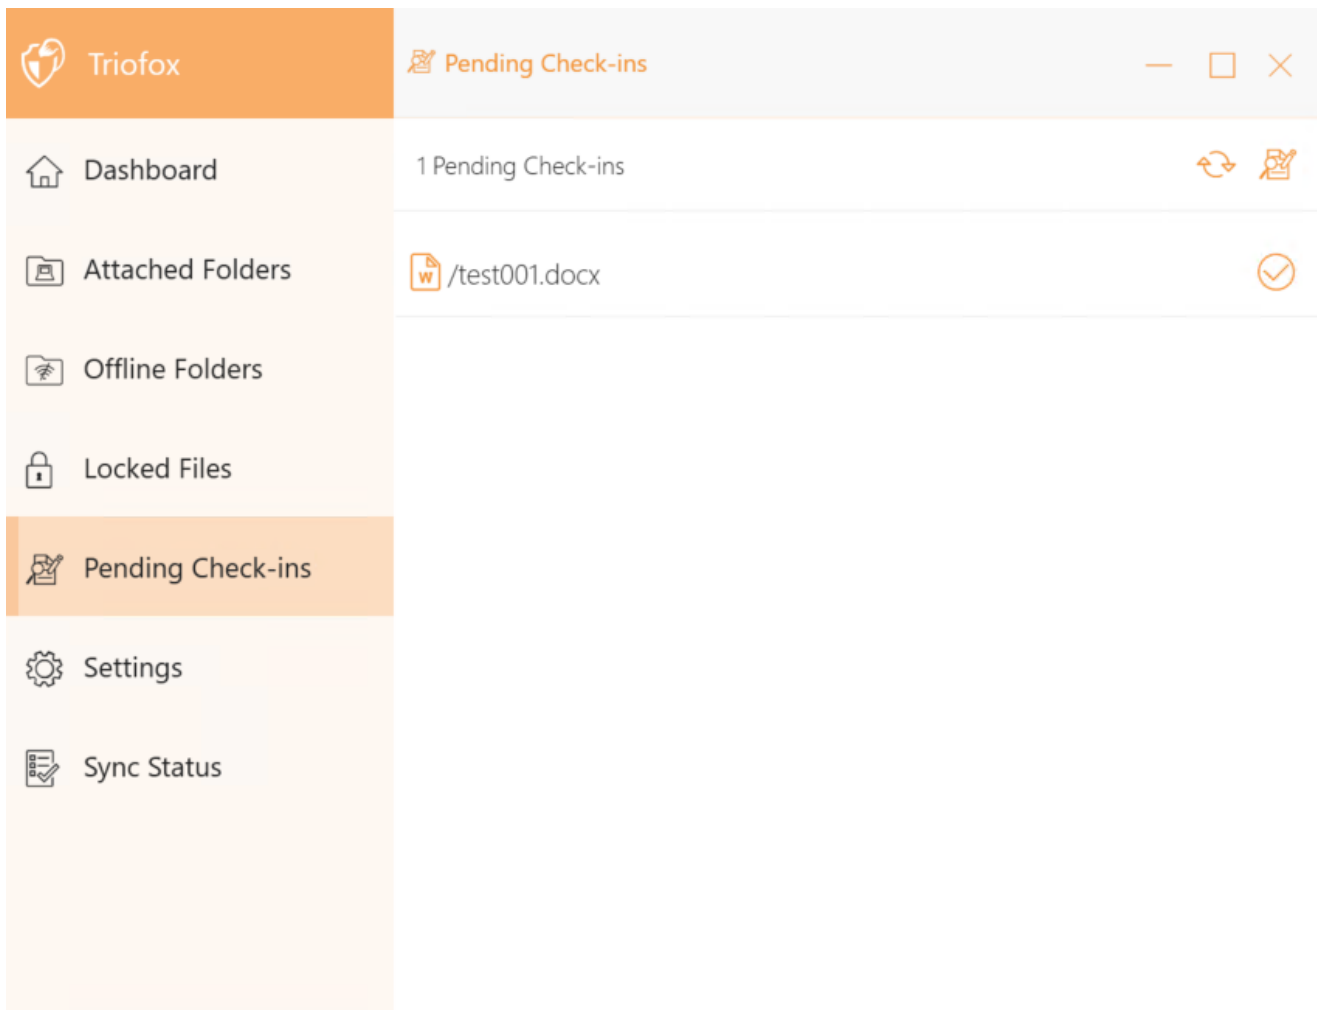 Triofox
Pending Check-ins
Dashboard
Attached Folders
Offline Folders
Locked Files
Pending Check-ins
Settings
Sync Status
1 Pending Check-ins
W /test001.docx